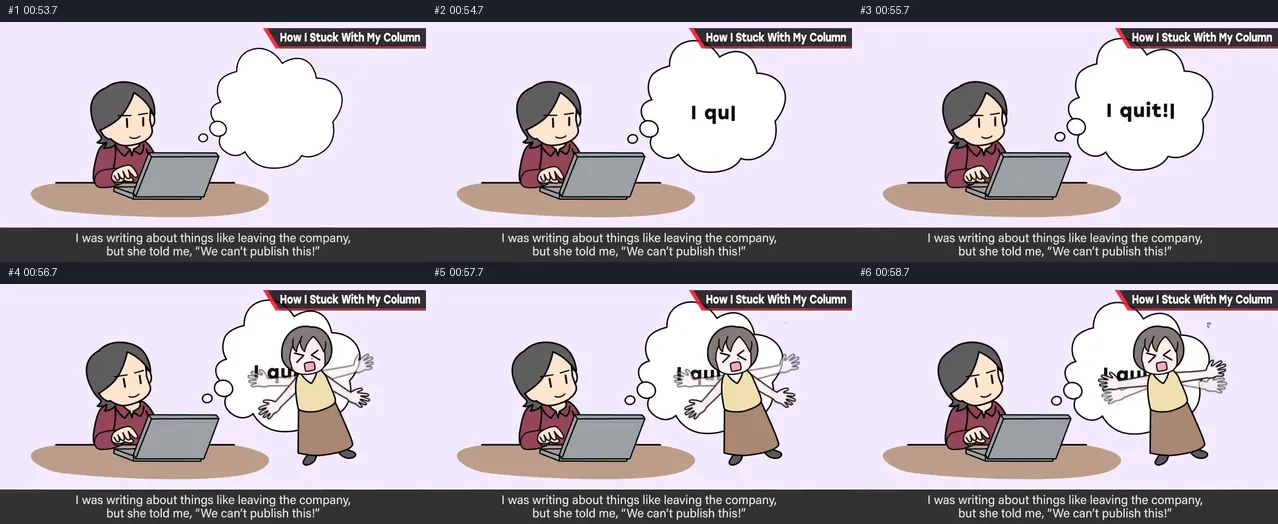 #1 00:53.7
How I Stuck With My Column
I was writing about things like leaving the company,
but she told me, “We can’t publish this!”
#2 00:54.7
How I Stuck With My Column
I qu
I was writing about things like leaving the company,
but she told me, “We can’t publish this!”
#3 00:55.7
How I Stuck With My Column
I quit!
I was writing about things like leaving the company,
but she told me, “We can’t publish this!”
#4 00:56.7
How I Stuck With My Column
I qu
I was writing about things like leaving the company,
but she told me, “We can’t publish this!”
#5 00:57.7
How I Stuck With My Column
I qui
I was writing about things like leaving the company,
but she told me, “We can’t publish this!”
#6 00:58.7
How I Stuck With My Column
I was writing about things like leaving the company,
but she told me, “We can’t publish this!”